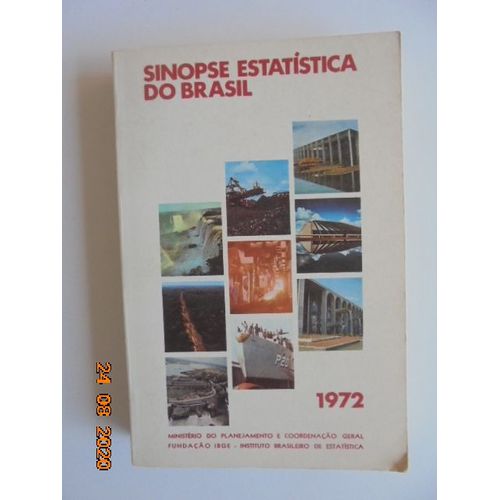 SINOPSE ESTATÍSTICA
DO BRASIL
1972
MINISTÉRIO DO PLANEJAMENTO E COORDENAÇÃO GERAL
FUNDAÇÃO IBGE - INSTITUTO BRASILEIRO DE ESTATÍSTICA
24 08 2020